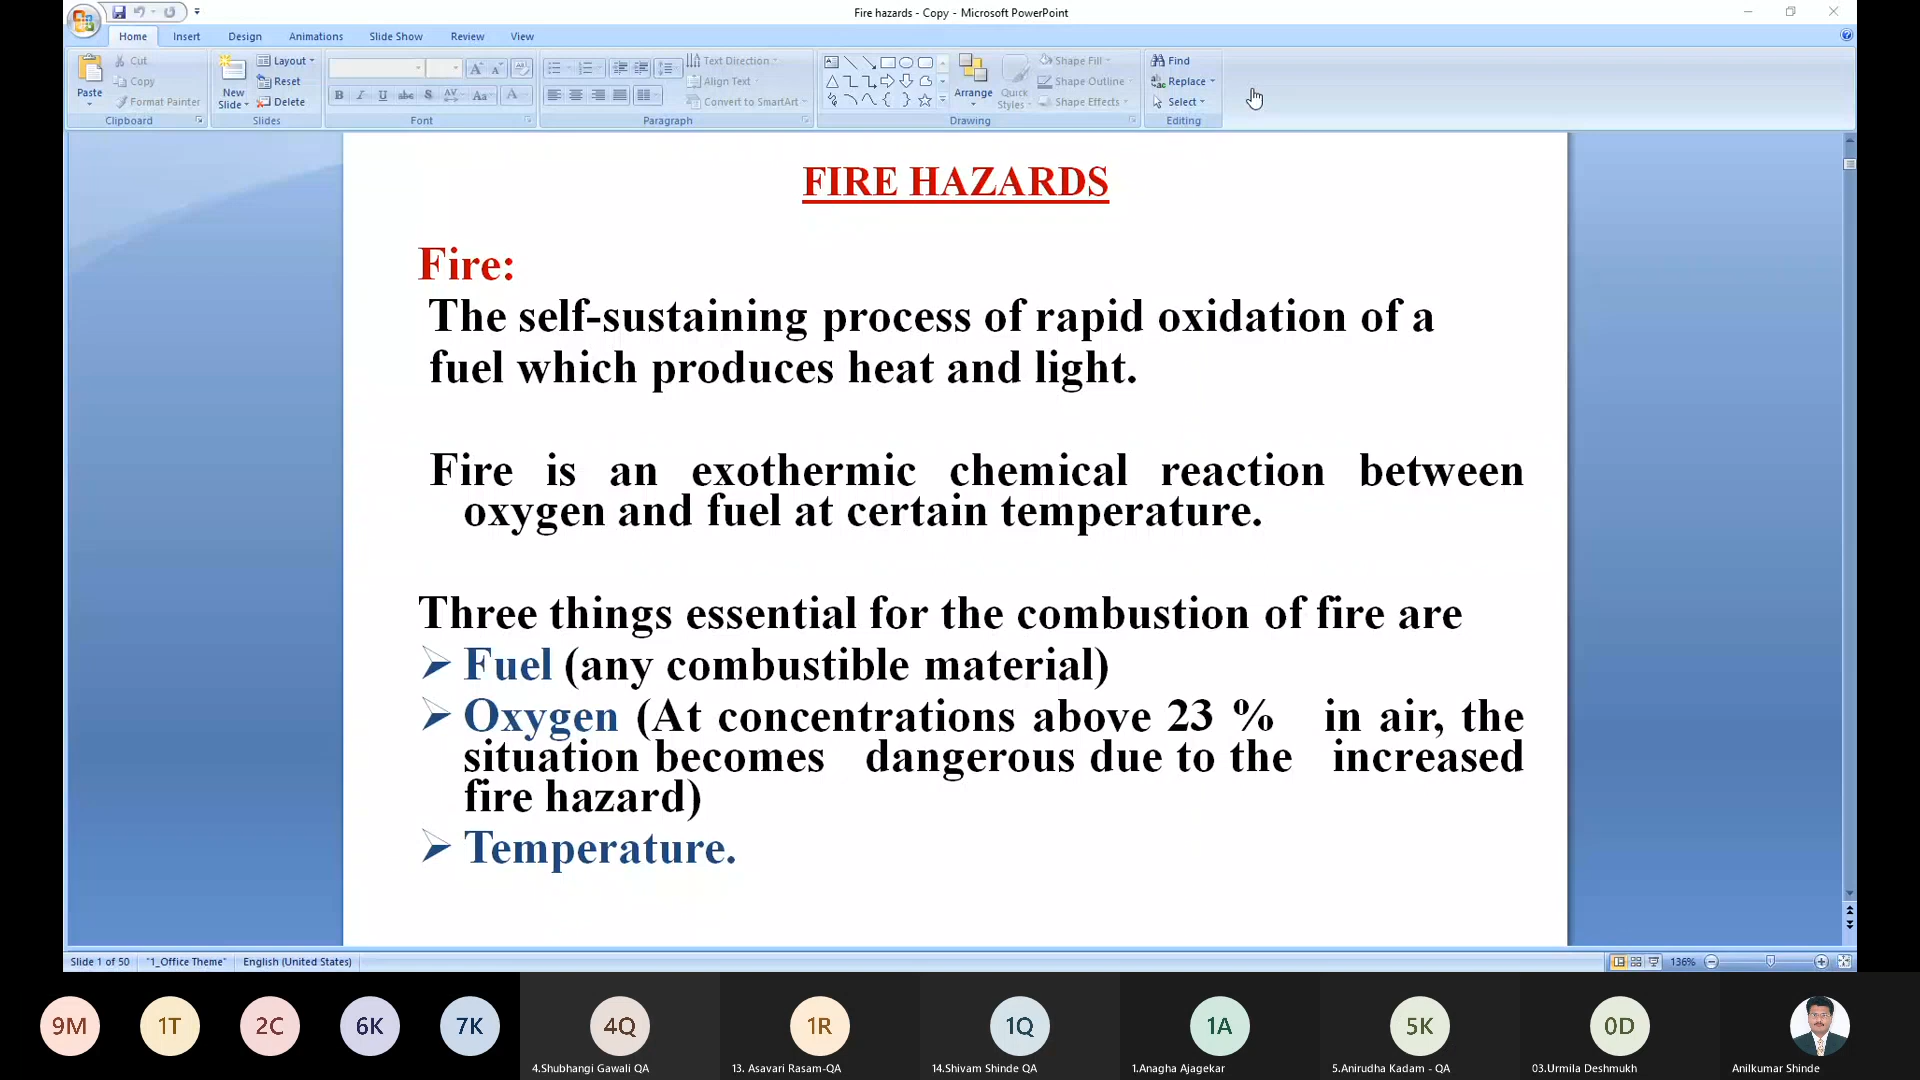 Fire hazards - Copy - Microsoft PowerPoint
Home Insert Design Animations Slide Show Review View
Paste
Cut
Copy
Format Painter
Clipboard
New Slide
Layout
Reset
Delete
Slides
B I U abc S AV Aa A
Font
Text Direction
Align Text
Convert to SmartArt
Paragraph
Arrange
Quick Styles
Shape Fill
Shape Outline
Shape Effects
Drawing
Find
Replace
Select
Editing
FIRE HAZARDS
Fire:
The self-sustaining process of rapid oxidation of a
fuel which produces heat and light.
Fire is an exothermic chemical reaction between
oxygen and fuel at certain temperature.
Three things essential for the combustion of fire are
Fuel (any combustible material)
Oxygen (At concentrations above 23 % in air, the
situation becomes dangerous due to the increased
fire hazard)
Temperature.
Slide 1 of 50 "1_Office Theme" English (United States) 136%
9M 1T 2C 6K 7K 4Q 1R 1Q 1A 5K 0D
4.Shubhangi Gawali QA 13. Asavari Rasam-QA 14.Shivam Shinde QA 1.Anagha Ajagekar 5.Anirudha Kadam - QA 03.Urmila Deshmukh Anilkumar Shinde